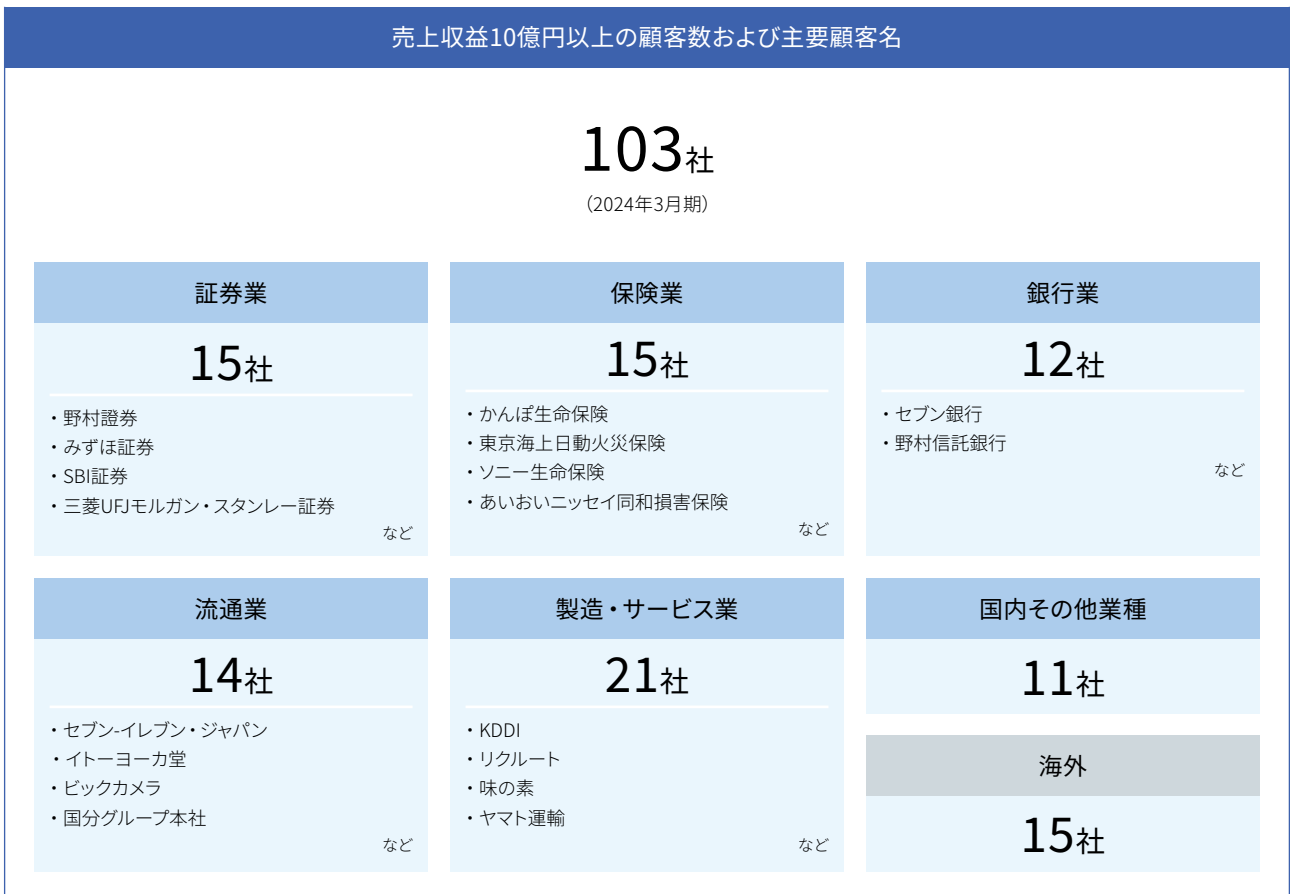 売上収益10億円以上の顧客数および主要顧客名
103社
（2024年3月期）
証券業
15社
・野村證券
・みずほ証券
・SBI証券
・三菱UFJモルガン・スタンレー証券
など
保険業
15社
・かんぽ生命保険
・東京海上日動火災保険
・ソニー生命保険
・あいおいニッセイ同和損害保険
など
銀行業
12社
・セブン銀行
・野村信託銀行
など
流通業
14社
・セブン-イレブン・ジャパン
・イトーヨーカ堂
・ビックカメラ
・国分グループ本社
など
製造・サービス業
21社
・KDDI
・リクルート
・味の素
・ヤマト運輸
など
国内その他業種
11社
海外
15社